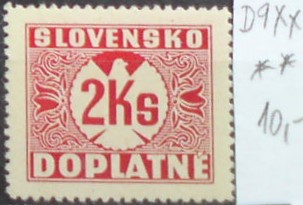 SLOVENSKO
2Ks
DOPLATNÉ
D9Xx
**
10,-